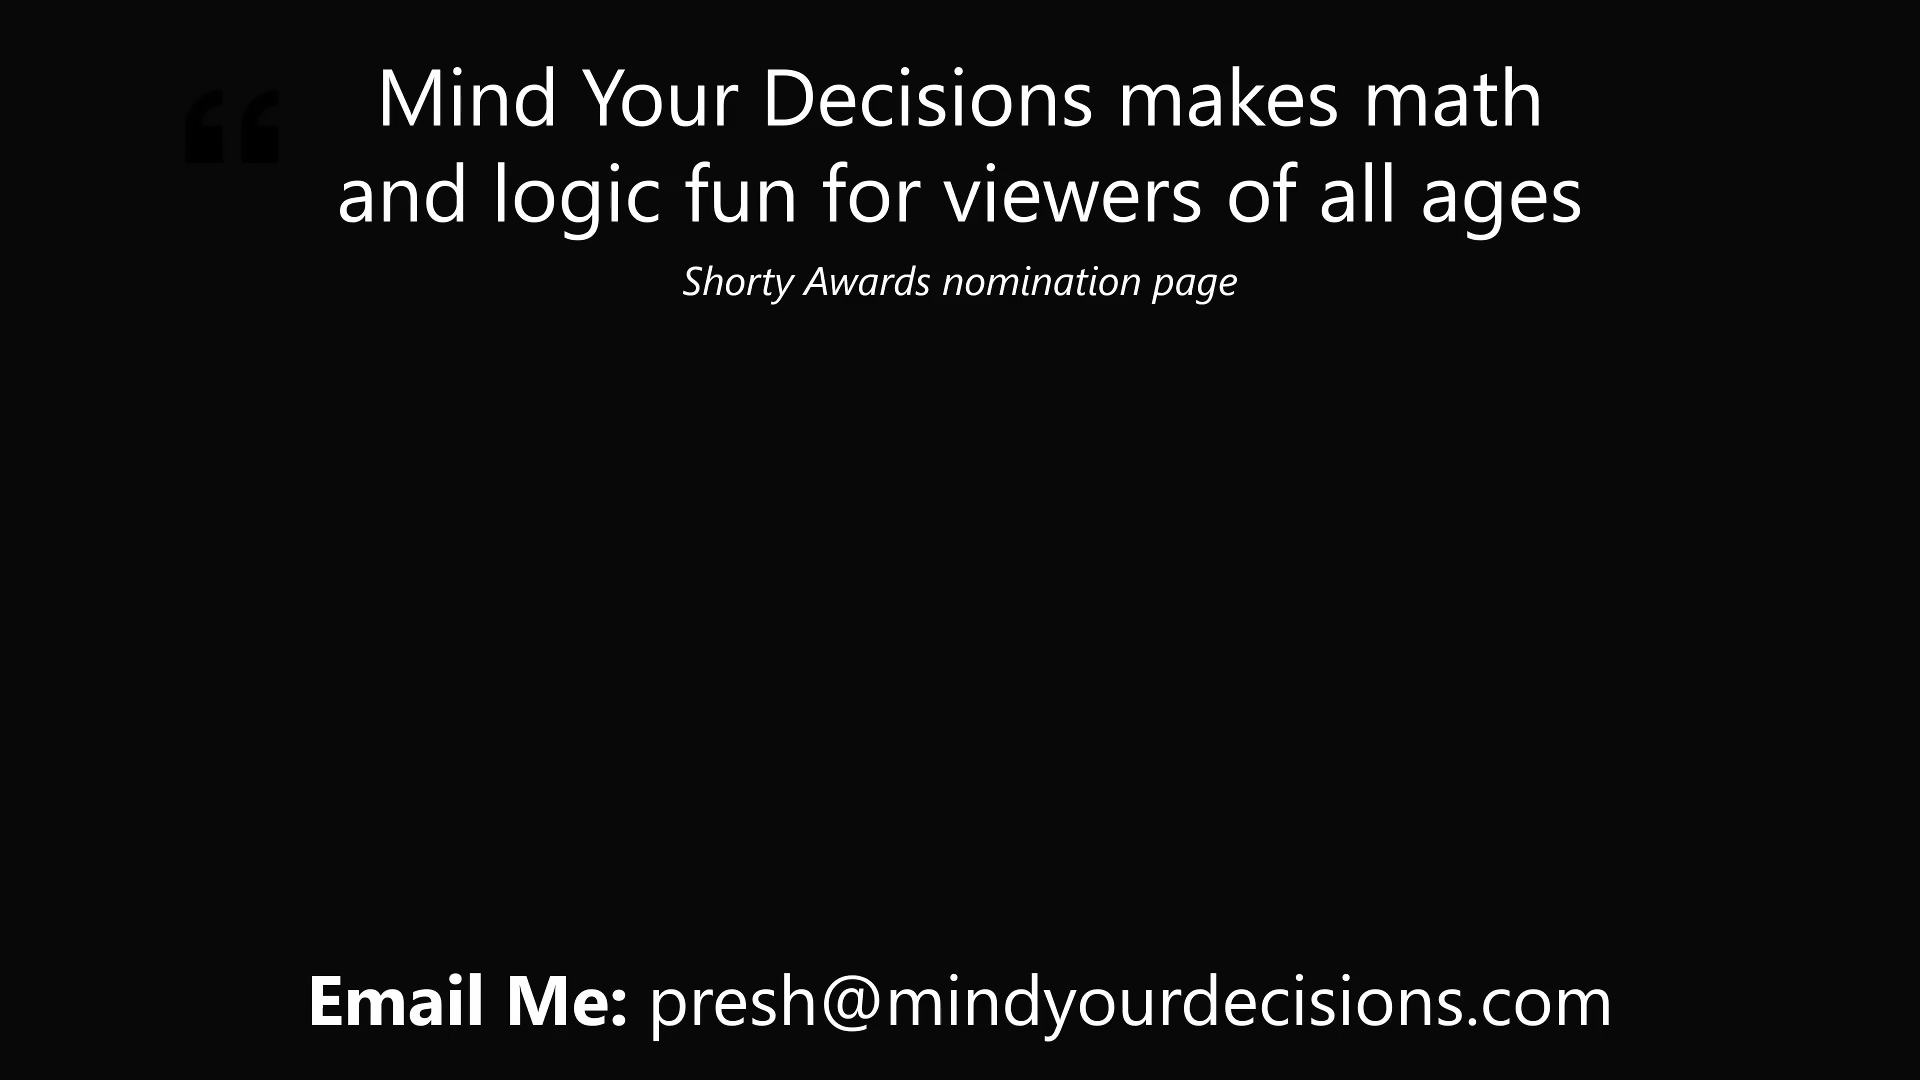 “
Mind Your Decisions makes math
and logic fun for viewers of all ages
Shorty Awards nomination page
Email Me: presh@mindyourdecisions.com